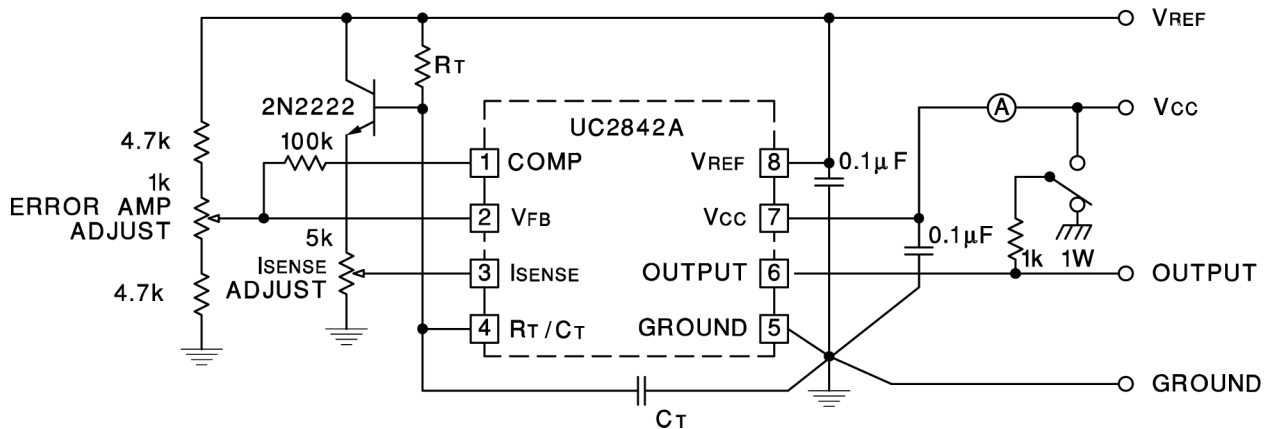 VREF
RT
A
VCC
2N2222
UC2842A
4.7k
100k
1 COMP
VREF 8
0.1µF
1k
ERROR AMP
ADJUST
2 VFB
VCC 7
5k
0.1µF
ISENSE
ADJUST
3 ISENSE
OUTPUT 6
1k
1W
OUTPUT
4.7k
4 RT/CT
GROUND 5
GROUND
CT